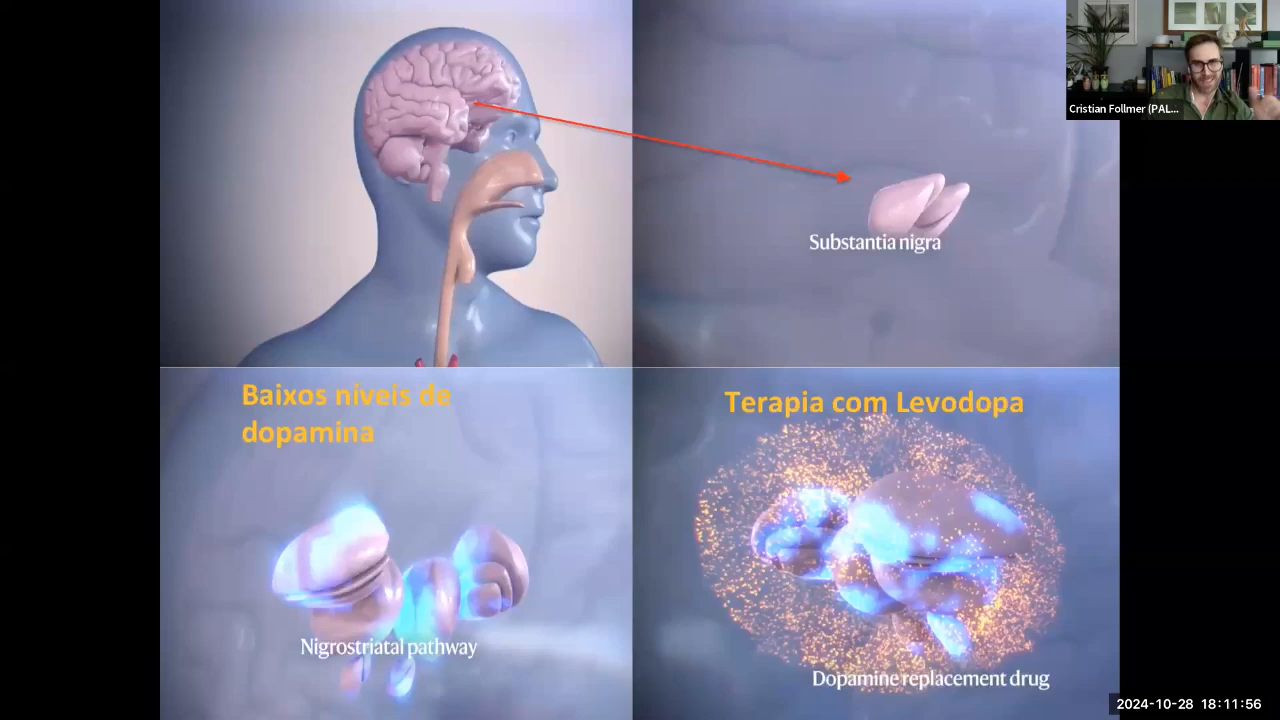 Cristian Follmer (PAL...
Substantia nigra
Baixos níveis de
dopamina
Terapia com Levodopa
Nigrostriatal pathway
Dopamine replacement drug
2024-10-28 18:11:56